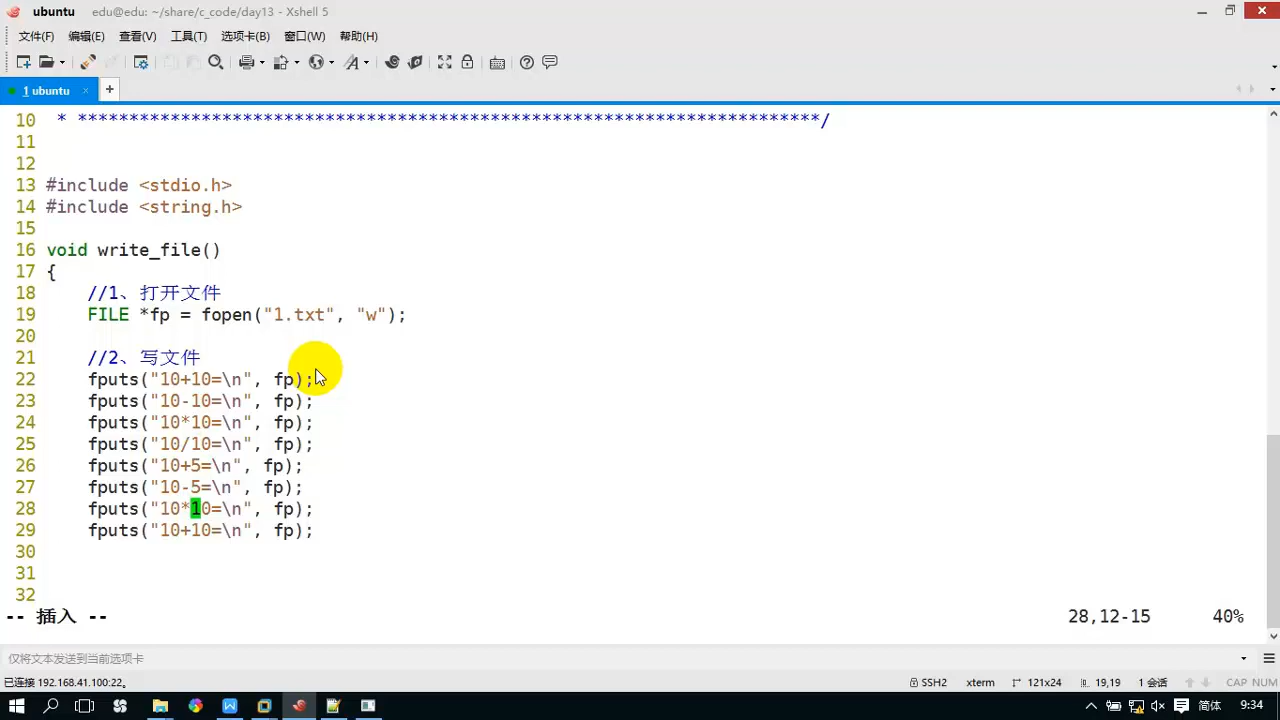 ubuntu edu@edu: ~/share/c_code/day13 - Xshell 5
文件(F) 编辑(E) 查看(V) 工具(T) 选项卡(B) 窗口(W) 帮助(H)
1 ubuntu × +
10 * ************************************************************************/
11
12
13 #include <stdio.h>
14 #include <string.h>
15
16 void write_file()
17 {
18 //1、打开文件
19 FILE *fp = fopen("1.txt", "w");
20
21 //2、写文件
22 fputs("10+10=\n", fp);
23 fputs("10-10=\n", fp);
24 fputs("10*10=\n", fp);
25 fputs("10/10=\n", fp);
26 fputs("10+5=\n", fp);
27 fputs("10-5=\n", fp);
28 fputs("10*10=\n", fp);
29 fputs("10+10=\n", fp);
30
31
32
-- 插入 -- 28,12-15 40%
仅将文本发送到当前选项卡
已连接 192.168.41.100:22。 SSH2 xterm 121x24 19,19 1 会话 CAP NUM
简体 9:34